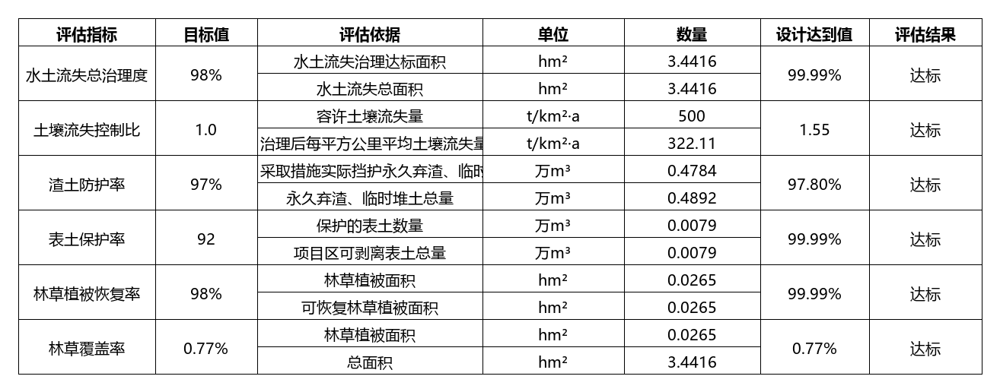 评估指标 目标值 评估依据 单位 数量 设计达到值 评估结果
水土流失总治理度 98% 水土流失治理达标面积 hm² 3.4416 99.99% 达标
水土流失总面积 hm² 3.4416
土壤流失控制比 1.0 容许土壤流失量 t/km²·a 500 1.55 达标
治理后每平方公里平均土壤流失量 t/km²·a 322.11
渣土防护率 97% 采取措施实际挡护永久弃渣、临时 万m³ 0.4784 97.80% 达标
永久弃渣、临时堆土总量 万m³ 0.4892
表土保护率 92 保护的表土数量 万m³ 0.0079 99.99% 达标
项目区可剥离表土总量 万m³ 0.0079
林草植被恢复率 98% 林草植被面积 hm² 0.0265 99.99% 达标
可恢复林草植被面积 hm² 0.0265
林草覆盖率 0.77% 林草植被面积 hm² 0.0265 0.77% 达标
总面积 hm² 3.4416